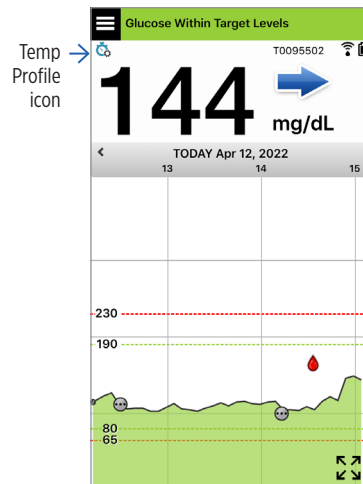 Glucose Within Target Levels
Temp
Profile
icon
T0095502
144
mg/dL
TODAY Apr 12, 2022
13 14 15
230
190
80
65